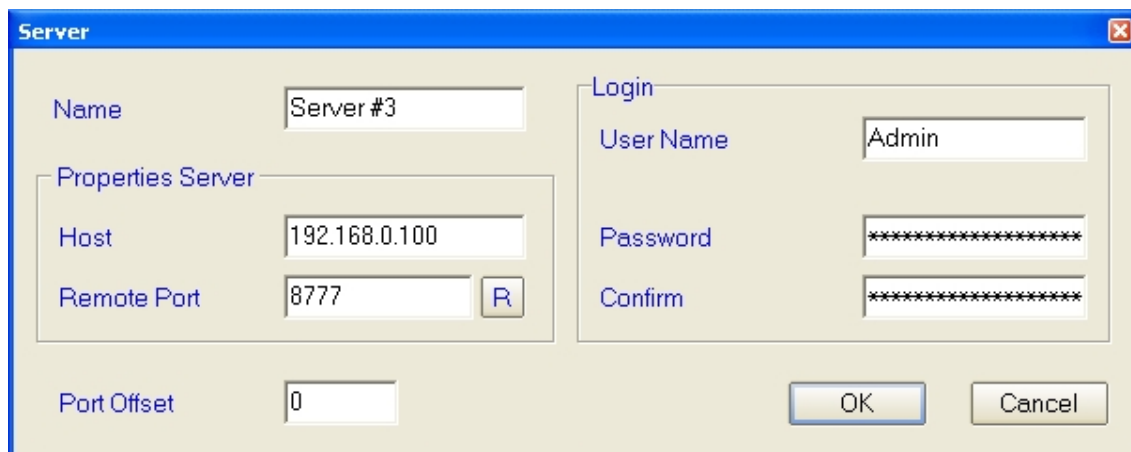 Server
Name
Server #3
Properties Server
Host
192.168.0.100
Remote Port
8777
R
Port Offset
0
Login
User Name
Admin
Password
*******************
Confirm
*******************
OK
Cancel